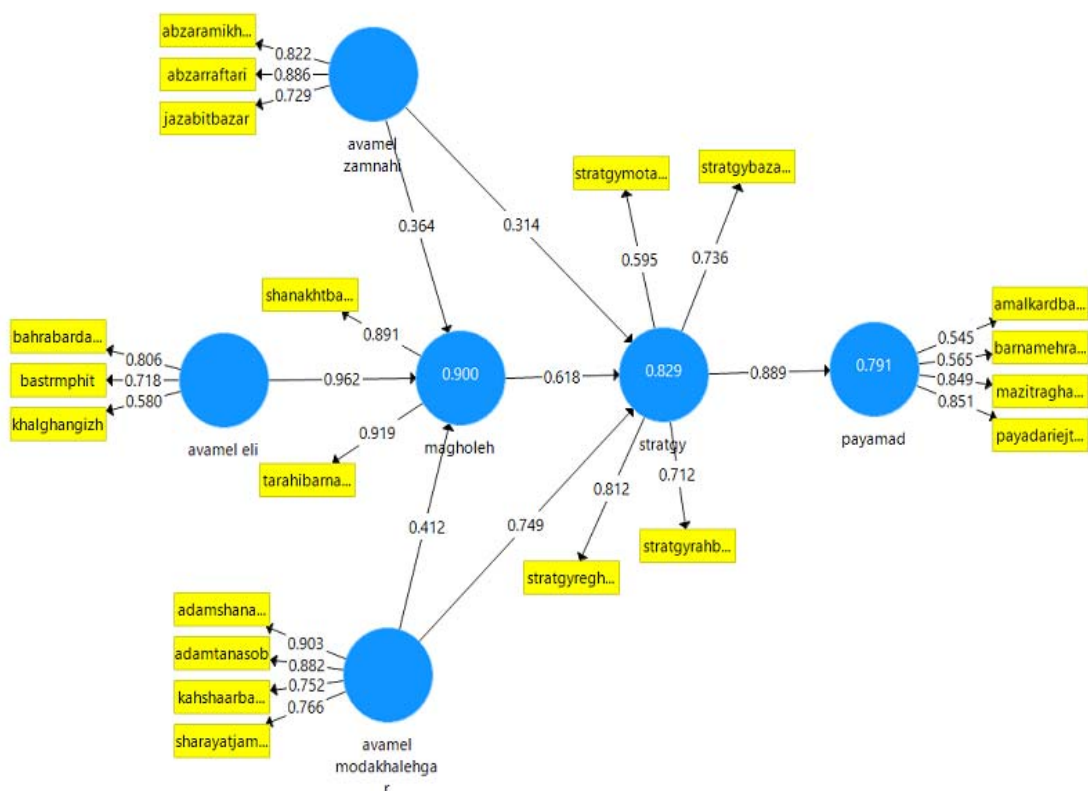 abzaramikh...
0.822
abzarraftari
0.886
jazabitbazar
0.729
avamel
zamnahi
0.364
0.314
stratgymota...
stratgybaza...
0.595
0.736
shanakhtba...
0.891
bahrabarda...
0.806
bastrmphit
0.718
khalghangizh
0.580
avamel eli
0.962
0.900
magholeh
0.618
0.829
stratgy
0.889
0.791
payamad
amalkardba...
0.545
barnamehra...
0.565
mazitragha...
0.849
payadariejt...
0.851
0.919
tarahibarna...
0.412
0.749
0.812
0.712
stratgyregh...
stratgyrahb...
adamshana...
0.903
adamtanasob
0.882
kahshaarba...
0.752
sharayatjam...
0.766
avamel
modakhalehga
r